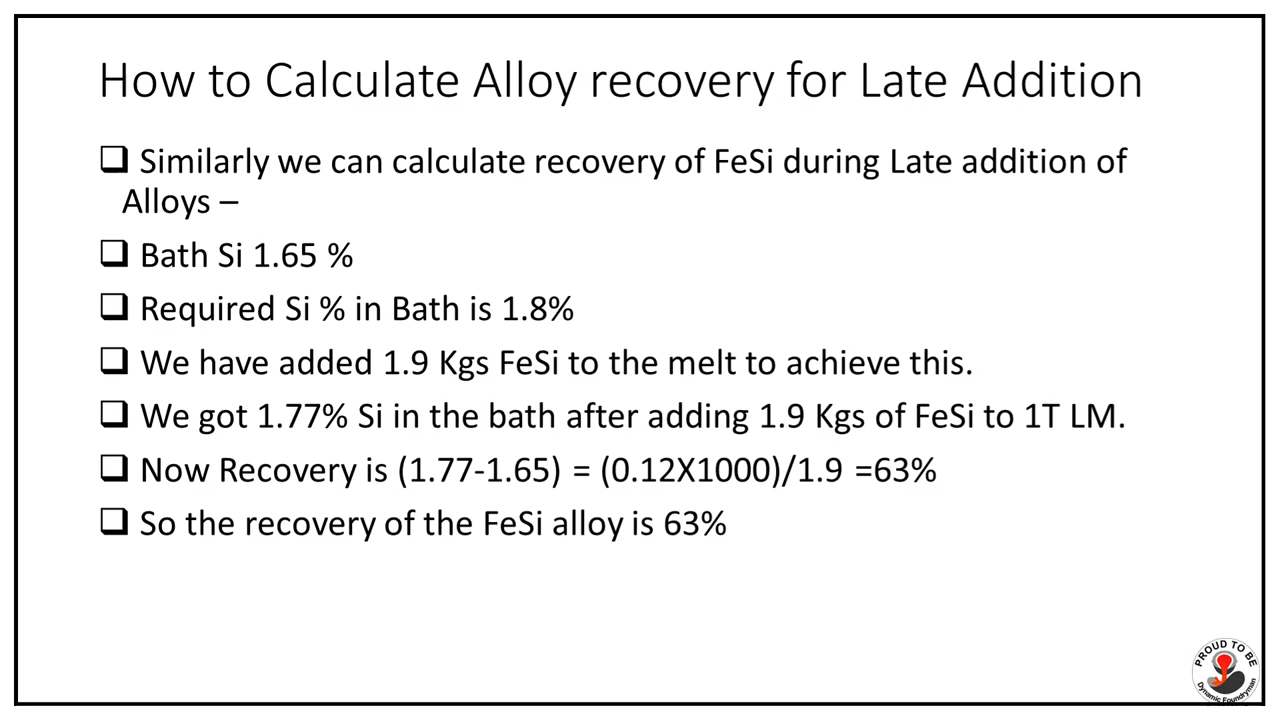 How to Calculate Alloy recovery for Late Addition
❑ Similarly we can calculate recovery of FeSi during Late addition of
Alloys –
❑ Bath Si 1.65 %
❑ Required Si % in Bath is 1.8%
❑ We have added 1.9 Kgs FeSi to the melt to achieve this.
❑ We got 1.77% Si in the bath after adding 1.9 Kgs of FeSi to 1T LM.
❑ Now Recovery is (1.77-1.65) = (0.12X1000)/1.9 =63%
❑ So the recovery of the FeSi alloy is 63%
PROUD TO BE
Dynamic Foundryman